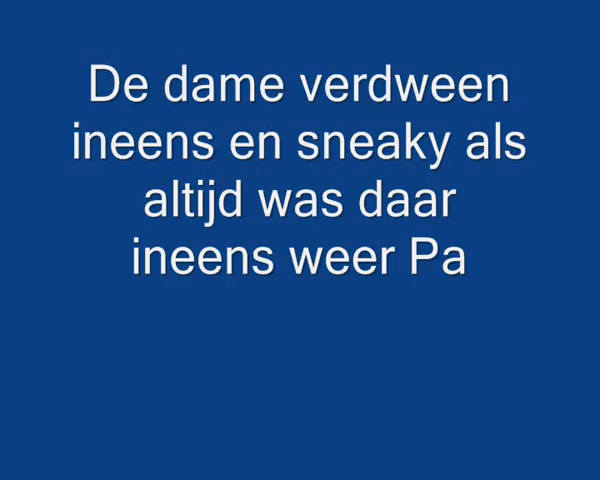 De dame verdween
ineens en sneaky als
altijd was daar
ineens weer Pa